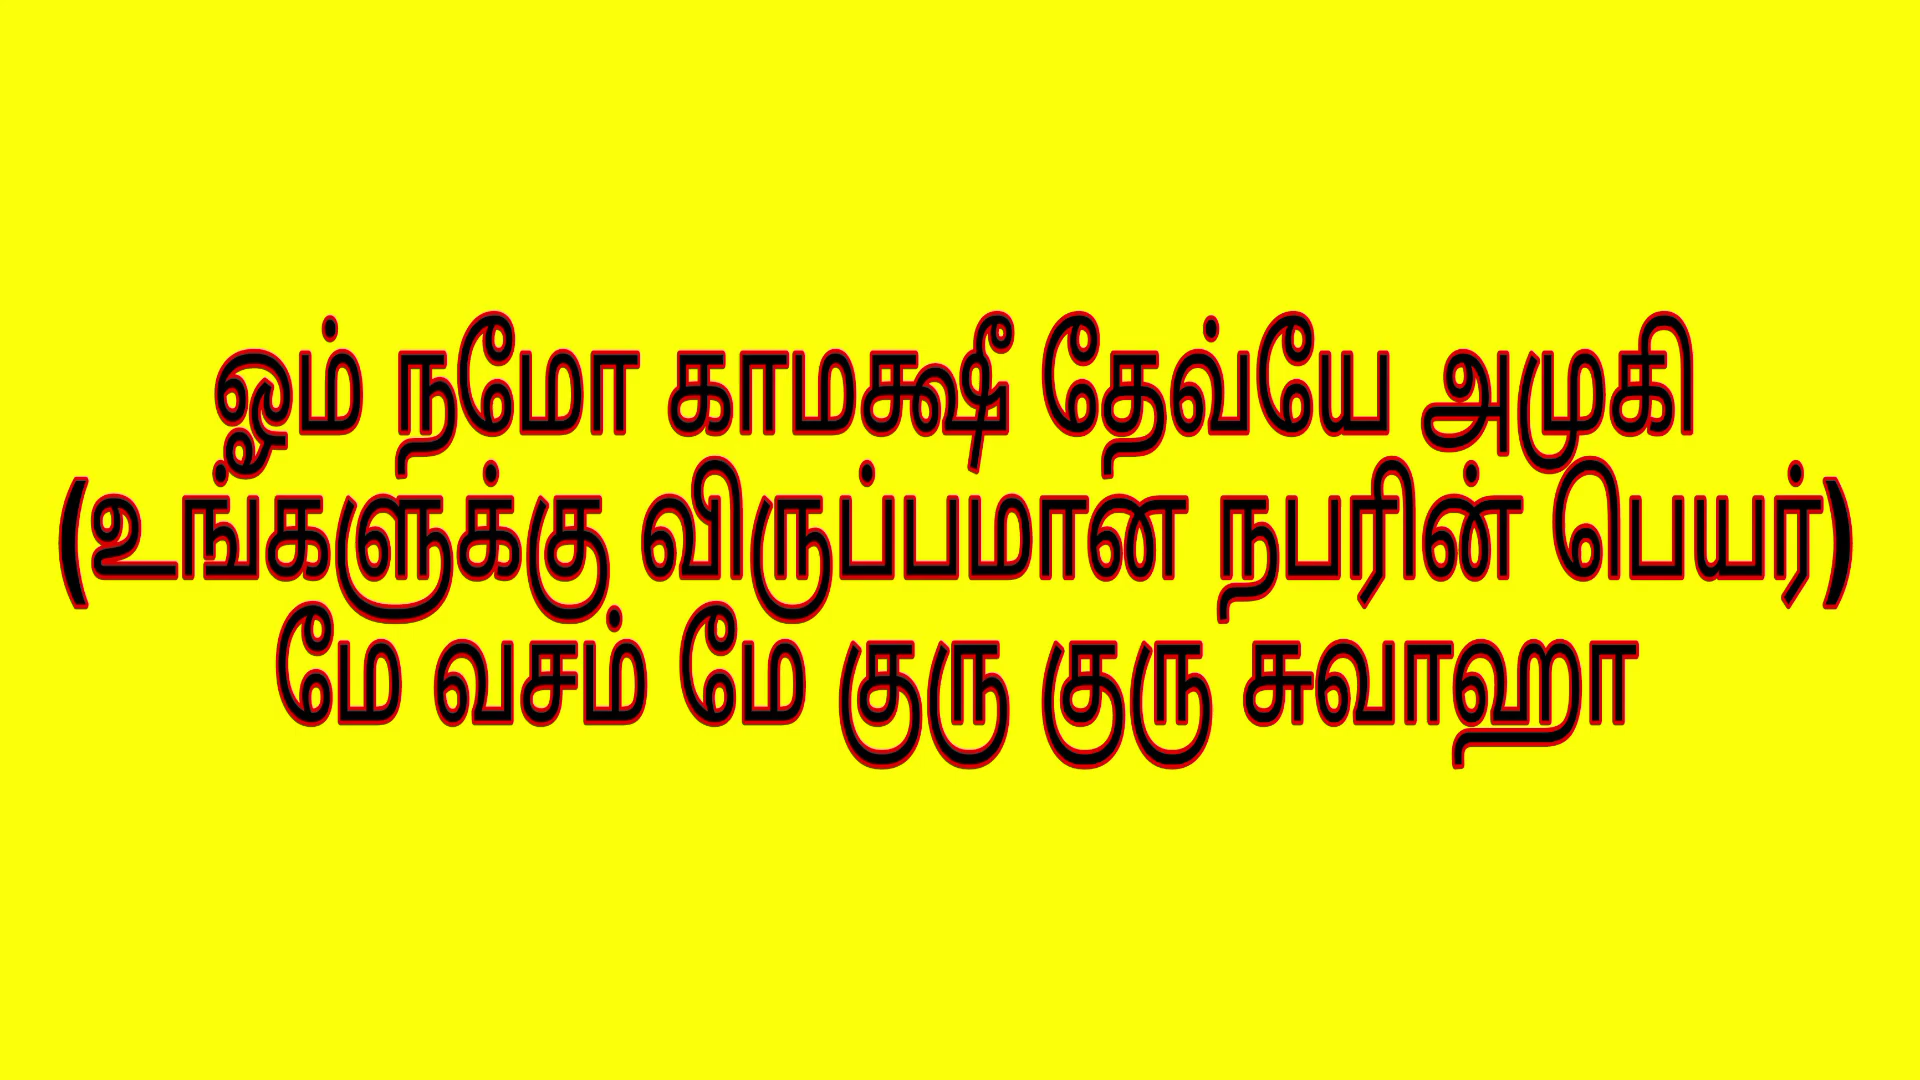 ஓம் நமோ காமக்ஷீ தேவ்யே அமுகி
(உங்களுக்கு விருப்பமான நபரின் பெயர்)
மே வசம் மே குரு குரு சுவாஹா